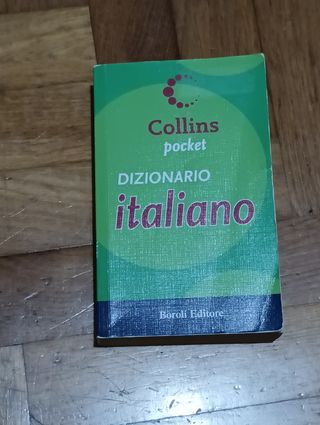 Collins
pocket
DIZIONARIO
italiano
Boroli Editore